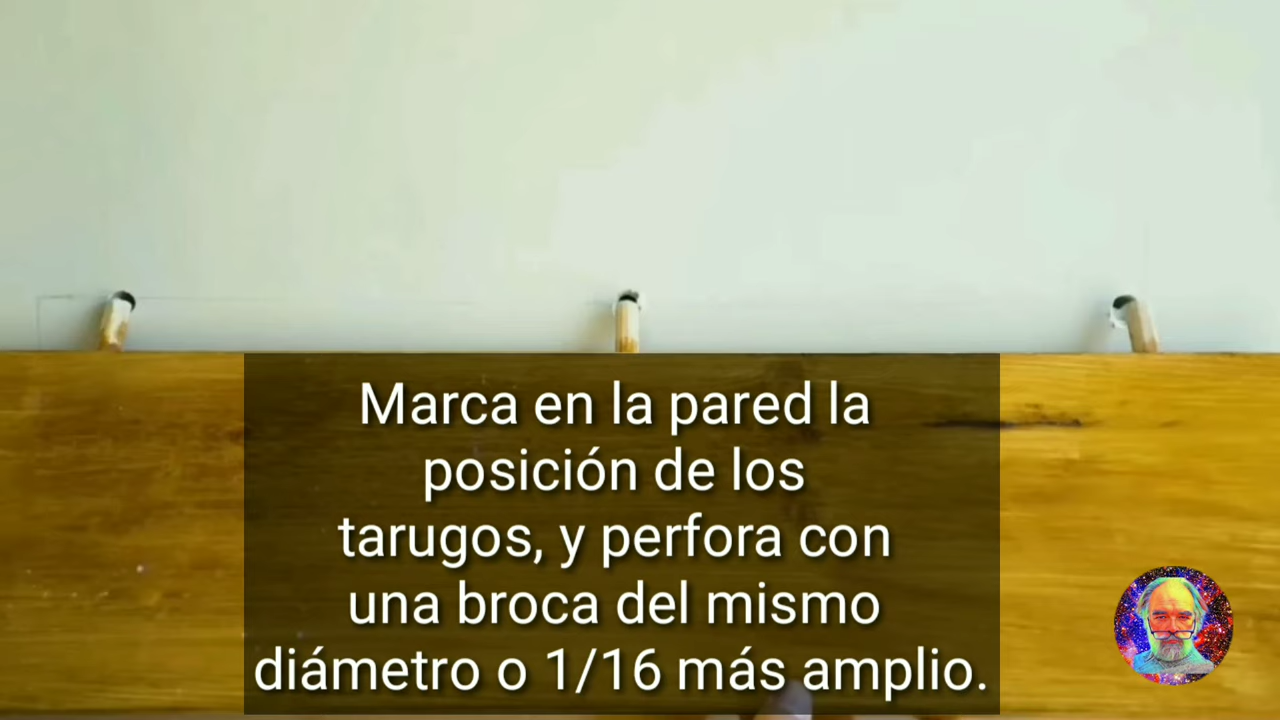 Marca en la pared la
posición de los
tarugos, y perfora con
una broca del mismo
diámetro o 1/16 más amplio.